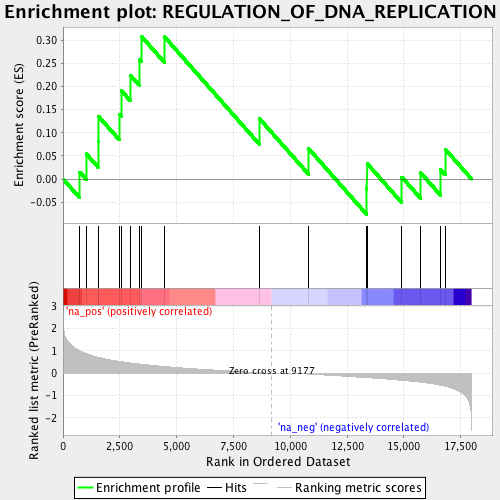 Enrichment plot: REGULATION_OF_DNA_REPLICATION
Enrichment score (ES)
0.30
0.25
0.20
0.15
0.10
0.05
0.00
-0.05
Ranked list metric (PreRanked)
3
2
1
0
-1
-2
'na_pos' (positively correlated)
Zero cross at 9177
'na_neg' (negatively correlated)
0 2,500 5,000 7,500 10,000 12,500 15,000 17,500
Rank in Ordered Dataset
Enrichment profile Hits Ranking metric scores